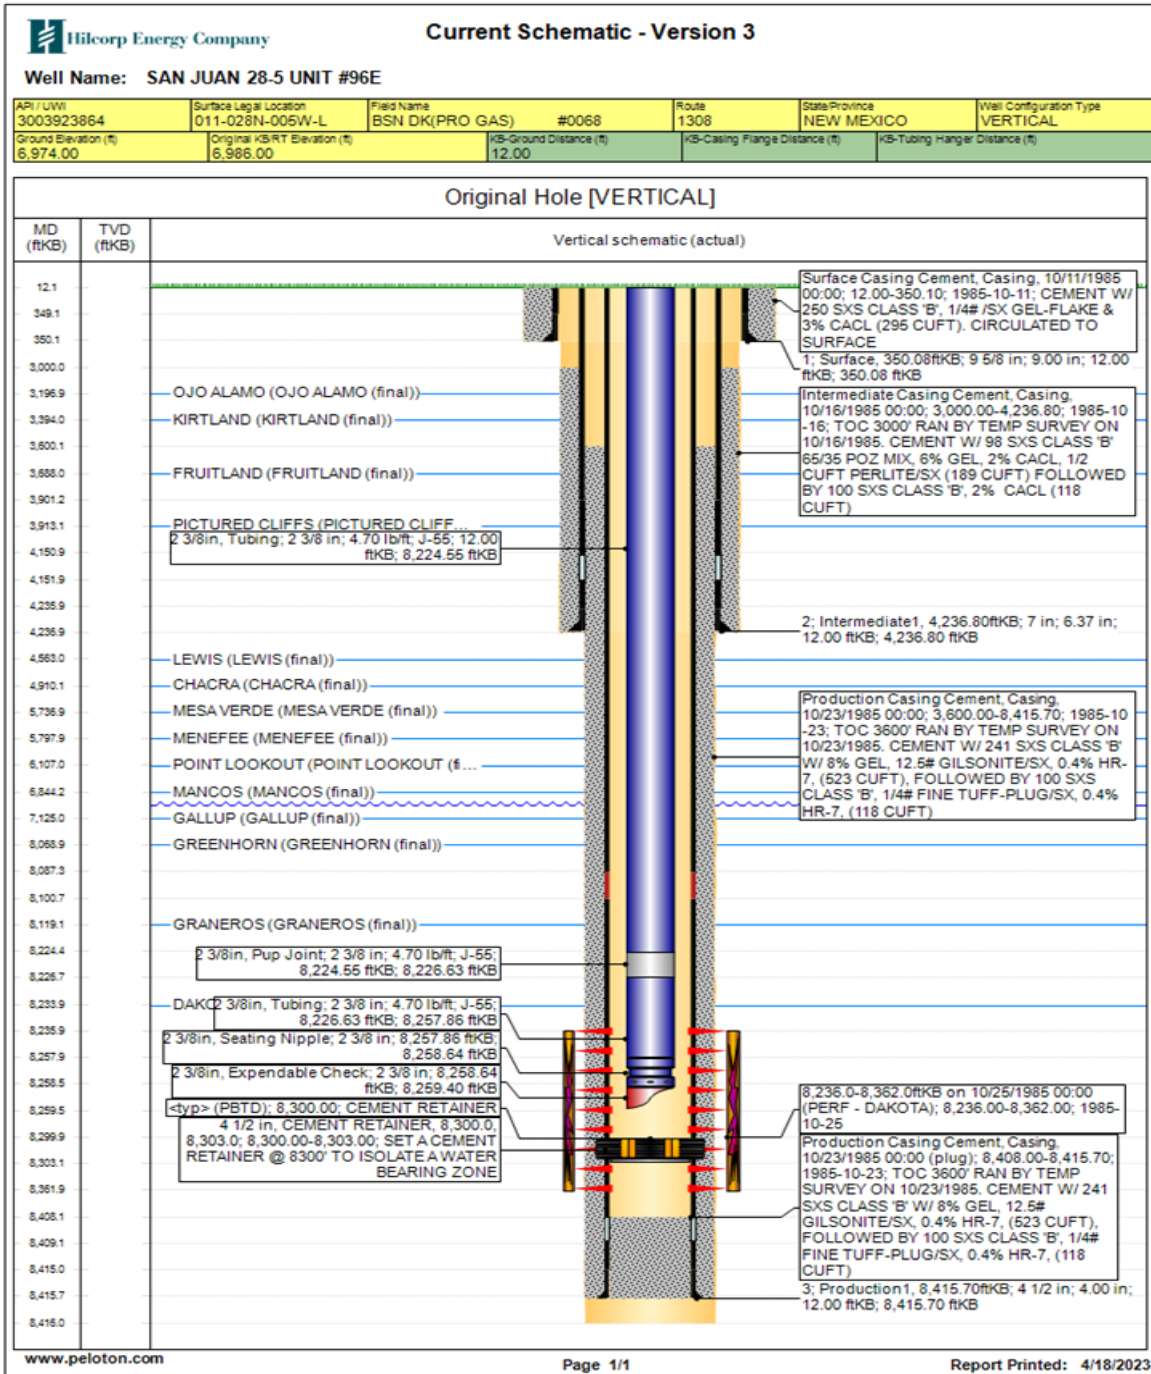 Hilcorp Energy Company
Current Schematic - Version 3
Well Name: SAN JUAN 28-5 UNIT #96E
API / UWI
3003923864
Surface Legal Location
011-028N-005W-L
Field Name
BSN DK(PRO GAS) #0068
Route
1308
State/Province
NEW MEXICO
Well Configuration Type
VERTICAL
Ground Elevation (ft)
6,974.00
Original KB/RT Elevation (ft)
6,986.00
KB-Ground Distance (ft)
12.00
KB-Casing Flange Distance (ft)
KB-Tubing Hanger Distance (ft)
Original Hole [VERTICAL]
MD
(ftKB)
TVD
(ftKB)
Vertical schematic (actual)
12.1
349.1
350.1
3,000.0
3,196.9
3,394.0
3,600.1
3,688.0
3,901.2
3,913.1
4,150.9
4,151.9
4,235.9
4,236.9
4,563.0
4,910.1
5,736.9
5,797.9
6,107.0
6,844.2
7,125.0
8,068.9
8,087.3
8,100.7
8,119.1
8,224.4
8,226.7
8,233.9
8,235.9
8,257.9
8,258.5
8,259.5
8,299.9
8,303.1
8,361.9
8,408.1
8,409.1
8,415.0
8,415.7
8,416.0
OJO ALAMO (OJO ALAMO (final))
KIRTLAND (KIRTLAND (final))
FRUITLAND (FRUITLAND (final))
PICTURED CLIFFS (PICTURED CLIFF...
2 3/8in, Tubing; 2 3/8 in; 4.70 lb/ft; J-55; 12.00
ftKB; 8,224.55 ftKB
LEWIS (LEWIS (final))
CHACRA (CHACRA (final))
MESA VERDE (MESA VERDE (final))
MENEFEE (MENEFEE (final))
POINT LOOKOUT (POINT LOOKOUT (fi...
MANCOS (MANCOS (final))
GALLUP (GALLUP (final))
GREENHORN (GREENHORN (final))
GRANEROS (GRANEROS (final))
2 3/8in, Pup Joint; 2 3/8 in; 4.70 lb/ft; J-55;
8,224.55 ftKB; 8,226.63 ftKB
DAKO
2 3/8in, Tubing; 2 3/8 in; 4.70 lb/ft; J-55;
8,226.63 ftKB; 8,257.86 ftKB
2 3/8in, Seating Nipple; 2 3/8 in; 8,257.86 ftKB;
8,258.64 ftKB
2 3/8in, Expendable Check; 2 3/8 in; 8,258.64
ftKB; 8,259.40 ftKB
<typ> (PBTD); 8,300.00; CEMENT RETAINER
4 1/2 in, CEMENT RETAINER, 8,300.0,
8,303.0; 8,300.00-8,303.00; SET A CEMENT
RETAINER @ 8300' TO ISOLATE A WATER
BEARING ZONE
Surface Casing Cement, Casing, 10/11/1985
00:00; 12.00-350.10; 1985-10-11; CEMENT W/
250 SXS CLASS 'B', 1/4# /SX GEL-FLAKE &
3% CACL (295 CUFT). CIRCULATED TO
SURFACE
1; Surface, 350.08ftKB; 9 5/8 in; 9.00 in; 12.00
ftKB; 350.08 ftKB
Intermediate Casing Cement, Casing,
10/16/1985 00:00; 3,000.00-4,236.80; 1985-10
-16; TOC 3000' RAN BY TEMP SURVEY ON
10/16/1985. CEMENT W/ 98 SXS CLASS 'B'
65/35 POZ MIX, 6% GEL, 2% CACL, 1/2
CUFT PERLITE/SX (189 CUFT) FOLLOWED
BY 100 SXS CLASS 'B', 2% CACL (118
CUFT)
2; Intermediate1, 4,236.80ftKB; 7 in; 6.37 in;
12.00 ftKB; 4,236.80 ftKB
Production Casing Cement, Casing,
10/23/1985 00:00; 3,600.00-8,415.70; 1985-10
-23; TOC 3600' RAN BY TEMP SURVEY ON
10/23/1985. CEMENT W/ 241 SXS CLASS 'B'
W/ 8% GEL, 12.5# GILSONITE/SX, 0.4% HR-
7, (523 CUFT), FOLLOWED BY 100 SXS
CLASS 'B', 1/4# FINE TUFF-PLUG/SX, 0.4%
HR-7, (118 CUFT)
8,236.0-8,362.0ftKB on 10/25/1985 00:00
(PERF - DAKOTA); 8,236.00-8,362.00; 1985-
10-25
Production Casing Cement, Casing,
10/23/1985 00:00 (plug); 8,408.00-8,415.70;
1985-10-23; TOC 3600' RAN BY TEMP
SURVEY ON 10/23/1985. CEMENT W/ 241
SXS CLASS 'B' W/ 8% GEL, 12.5#
GILSONITE/SX, 0.4% HR-7, (523 CUFT),
FOLLOWED BY 100 SXS CLASS 'B', 1/4#
FINE TUFF-PLUG/SX, 0.4% HR-7, (118
CUFT)
3; Production1, 8,415.70ftKB; 4 1/2 in; 4.00 in;
12.00 ftKB; 8,415.70 ftKB
www.peloton.com
Page 1/1
Report Printed: 4/18/2023